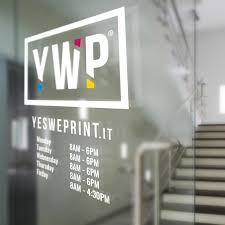 YWP®
YESWEPRINT.IT
Monday 8AM - 6PM
Tuesday 8AM - 6PM
Wednesday 8AM - 6PM
Thursday 8AM - 6PM
Friday 8AM - 4:30PM